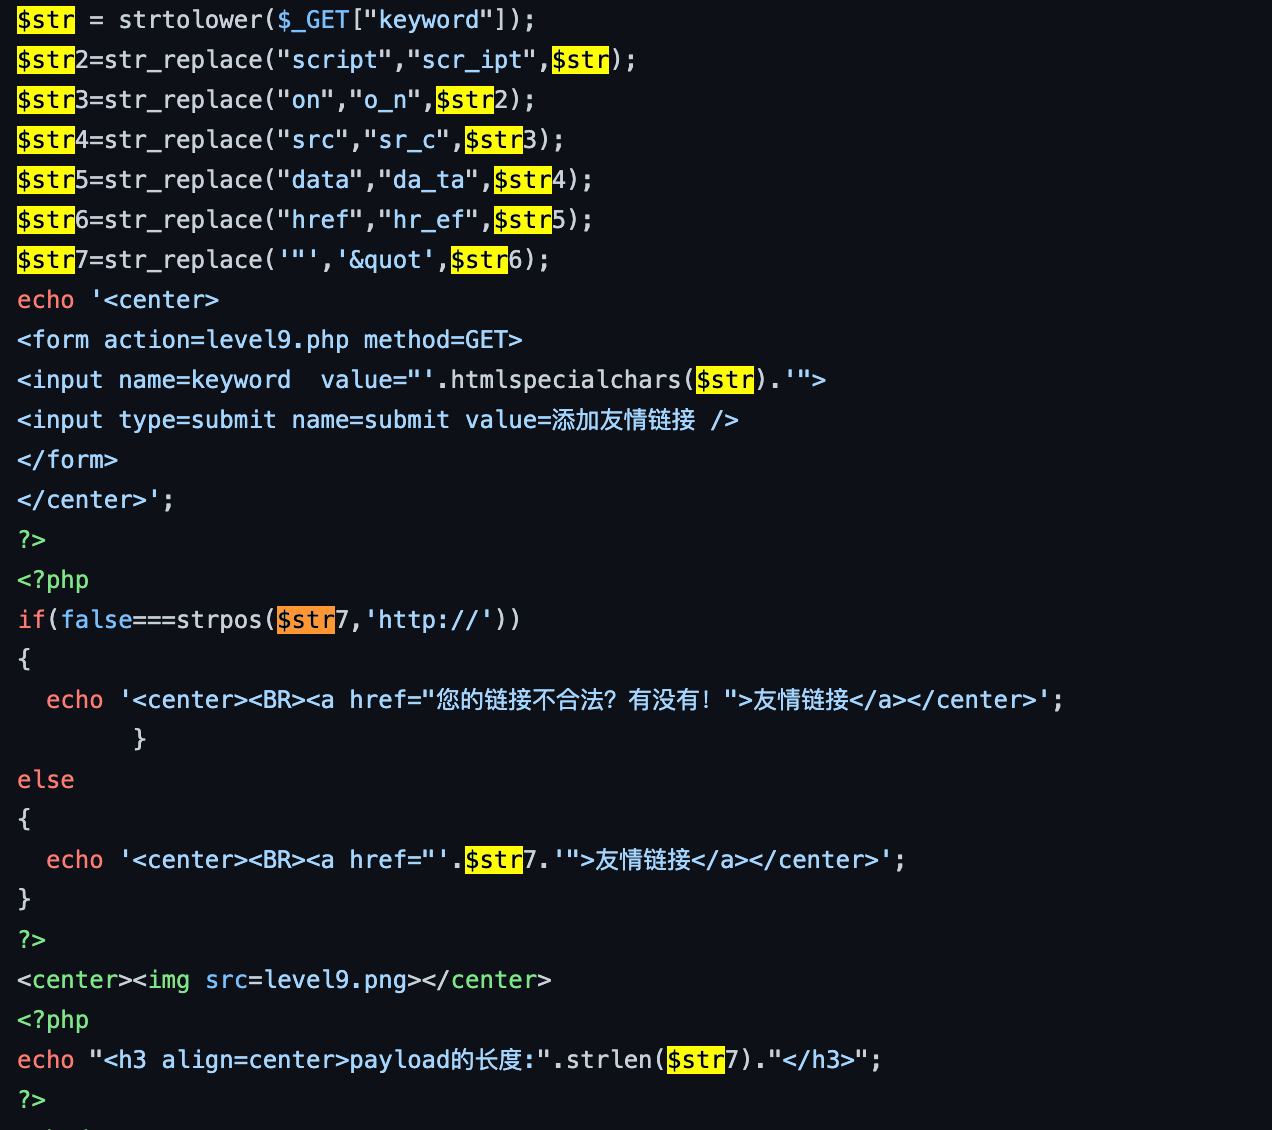 $str = strtolower($_GET["keyword"]);
$str2=str_replace("script","scr_ipt",$str);
$str3=str_replace("on","o_n",$str2);
$str4=str_replace("src","sr_c",$str3);
$str5=str_replace("data","da_ta",$str4);
$str6=str_replace("href","hr_ef",$str5);
$str7=str_replace('"','&quot',$str6);
echo '<center>
<form action=level9.php method=GET>
<input name=keyword  value="'.htmlspecialchars($str).'">
<input type=submit name=submit value=添加友情链接 />
</form>
</center>';
?>
<?php
if(false===strpos($str7,'http://'))
{
  echo '<center><BR><a href="您的链接不合法？有没有！">友情链接</a></center>';
        }
else
{
  echo '<center><BR><a href="'.$str7.'">友情链接</a></center>';
}
?>
<center><img src=level9.png></center>
<?php
echo "<h3 align=center>payload的长度:".strlen($str7)."</h3>";
?>